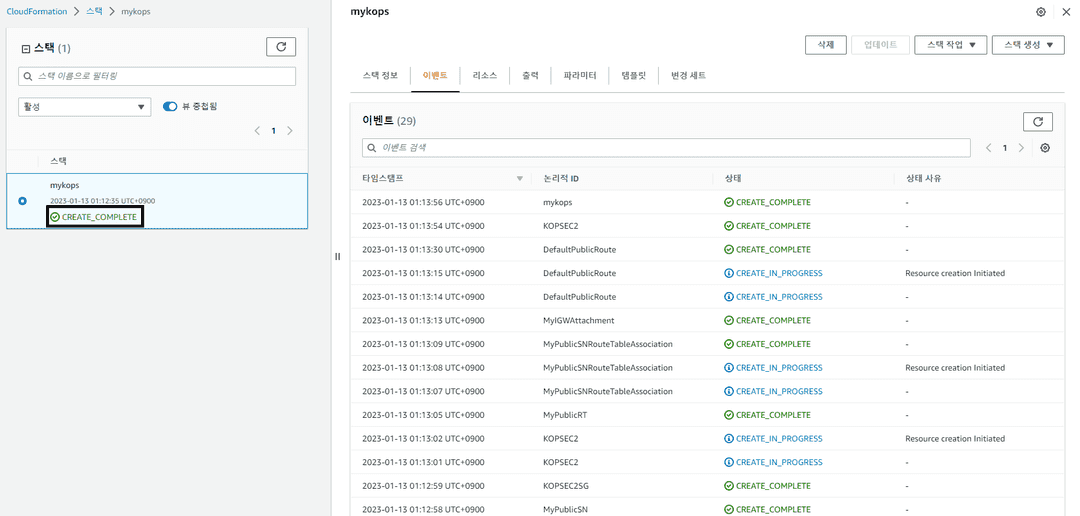 CloudFormation > 스택 > mykops
스택 (1)
스택 이름으로 필터링
활성
뷰 중첩됨
< 1 >
스택
mykops
2023-01-13 01:12:35 UTC+0900
CREATE_COMPLETE
mykops
삭제 업데이트 스택 작업 ▼ 스택 생성 ▼
스택 정보 이벤트 리소스 출력 파라미터 템플릿 변경 세트
이벤트 (29)
이벤트 검색
< 1 >
타임스탬프 논리적 ID 상태 상태 사유
2023-01-13 01:13:56 UTC+0900 mykops CREATE_COMPLETE -
2023-01-13 01:13:54 UTC+0900 KOPSEC2 CREATE_COMPLETE -
2023-01-13 01:13:30 UTC+0900 DefaultPublicRoute CREATE_COMPLETE -
2023-01-13 01:13:15 UTC+0900 DefaultPublicRoute CREATE_IN_PROGRESS Resource creation Initiated
2023-01-13 01:13:14 UTC+0900 DefaultPublicRoute CREATE_IN_PROGRESS -
2023-01-13 01:13:13 UTC+0900 MyIGWAttachment CREATE_COMPLETE -
2023-01-13 01:13:09 UTC+0900 MyPublicSNRouteTableAssociation CREATE_COMPLETE -
2023-01-13 01:13:08 UTC+0900 MyPublicSNRouteTableAssociation CREATE_IN_PROGRESS Resource creation Initiated
2023-01-13 01:13:07 UTC+0900 MyPublicSNRouteTableAssociation CREATE_IN_PROGRESS -
2023-01-13 01:13:05 UTC+0900 MyPublicRT CREATE_COMPLETE -
2023-01-13 01:13:02 UTC+0900 KOPSEC2 CREATE_IN_PROGRESS Resource creation Initiated
2023-01-13 01:13:01 UTC+0900 KOPSEC2 CREATE_IN_PROGRESS -
2023-01-13 01:12:59 UTC+0900 KOPSEC2SG CREATE_COMPLETE -
2023-01-13 01:12:58 UTC+0900 MyPublicSN CREATE_COMPLETE -